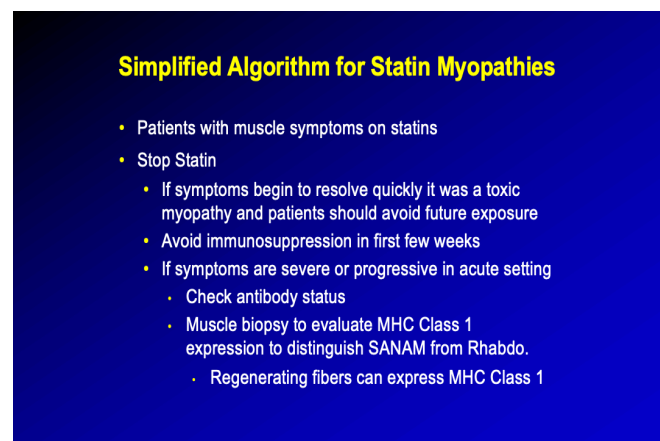 Simplified Algorithm for Statin Myopathies
• Patients with muscle symptoms on statins
• Stop Statin
• If symptoms begin to resolve quickly it was a toxic
myopathy and patients should avoid future exposure
• Avoid immunosuppression in first few weeks
• If symptoms are severe or progressive in acute setting
• Check antibody status
• Muscle biopsy to evaluate MHC Class 1
expression to distinguish SANAM from Rhabdo.
• Regenerating fibers can express MHC Class 1